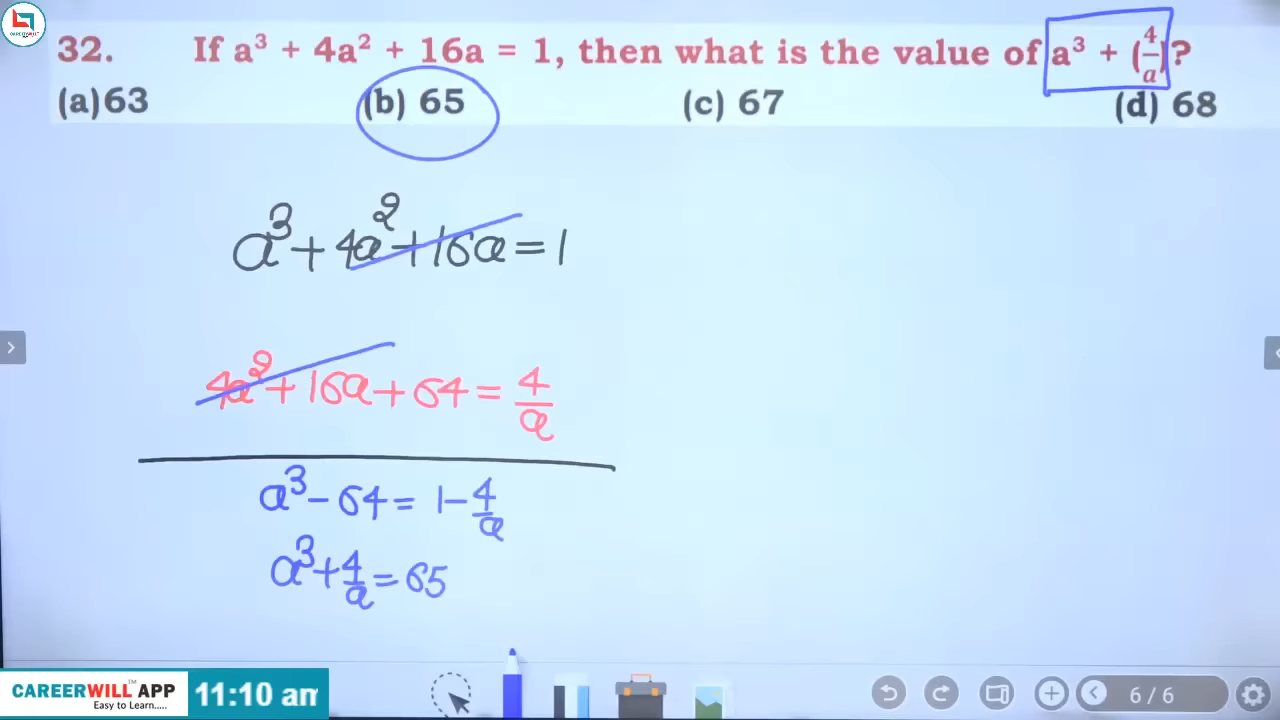 CAREERWILL
32. If a³ + 4a² + 16a = 1, then what is the value of a³ + (4/a)?
(a)63 (b) 65 (c) 67 (d) 68
a³ + 4a² + 16a = 1
4a² + 16a + 64 = 4/a
a³ - 64 = 1 - 4/a
a³ + 4/a = 65
CAREERWILL™ APP
Easy to Learn.....
11:10 am
6 / 6